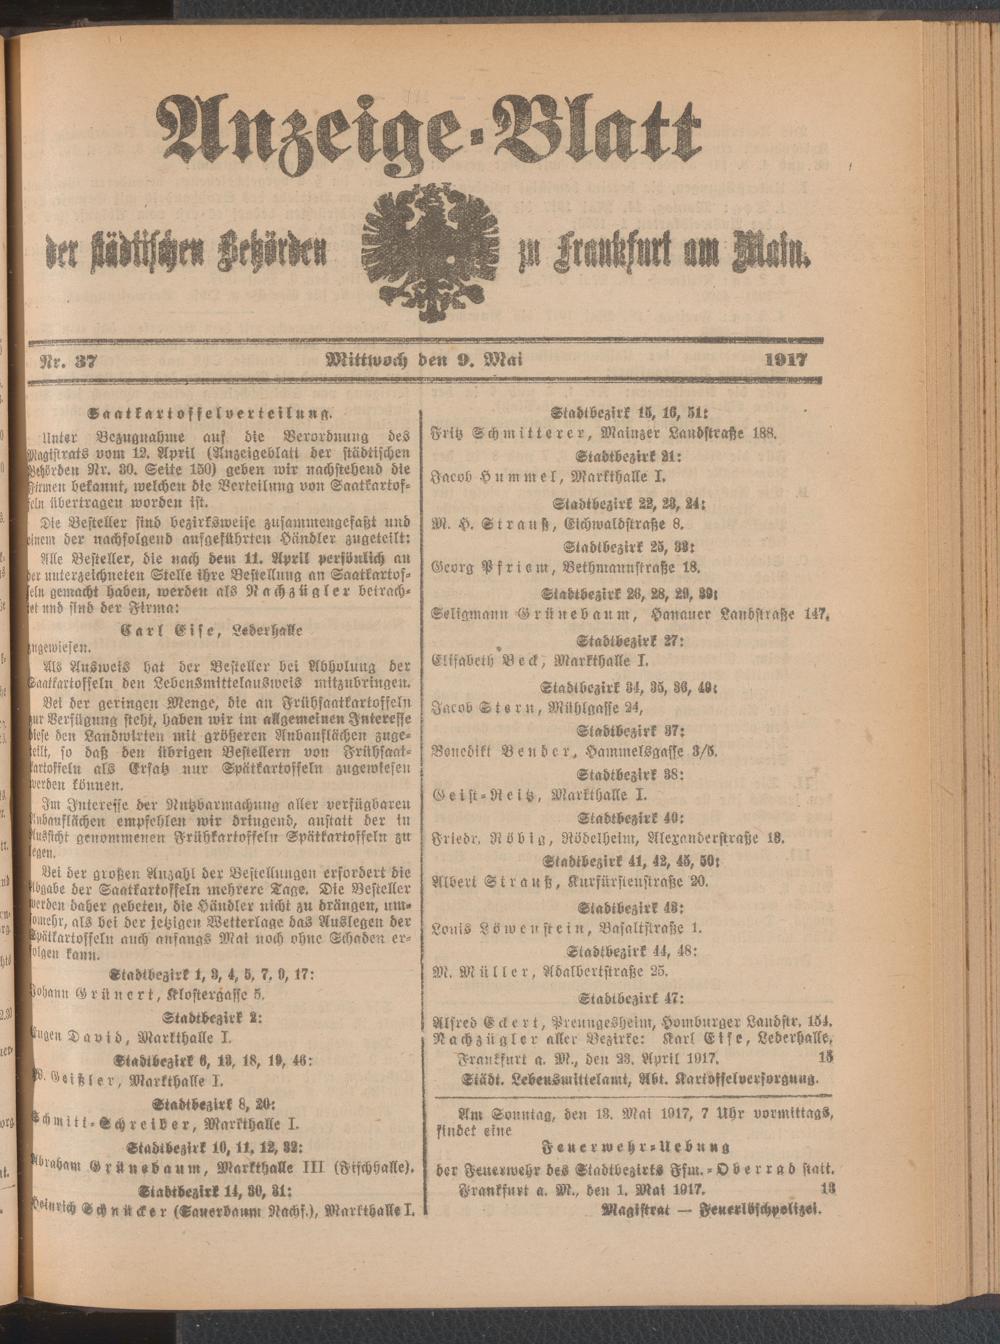 Anzeige-Blatt
der städtischen Behörden zu Frankfurt am Main.
Nr. 37 Mittwoch den 9. Mai 1917
Saatkartoffelverteilung.
Unter Bezugnahme auf die Verordnung des
Magistrats vom 12. April (Anzeigeblatt der städtischen
Behörden Nr. 30. Seite 150) geben wir nachstehend die
Firmen bekannt, welchen die Verteilung von Saatkartof-
feln übertragen worden ist.
Die Besteller sind bezirksweise zusammengefaßt und
einem der nachfolgend aufgeführten Händler zugeteilt:
Alle Besteller, die nach dem 11. April persönlich an
der unterzeichneten Stelle ihre Bestellung an Saatkartof-
feln gemacht haben, werden als Nachzügler betrach-
tet und sind der Firma:
Carl Eise, Lederhalle
zugewiesen.
Als Ausweis hat der Besteller bei Abholung der
Saatkartoffeln den Lebensmittelausweis mitzubringen.
Bei der geringen Menge, die an Frühsaatkartoffeln
zur Verfügung steht, haben wir im allgemeinen Interesse
diese den Landwirten mit größeren Anbauflächen zuge-
teilt, so daß den übrigen Bestellern von Frühsaat-
kartoffeln als Ersatz nur Spätkartoffeln zugewiesen
werden können.
Im Interesse der Nutzbarmachung aller verfügbaren
Anbauflächen empfehlen wir dringend, anstatt der in
Aussicht genommenen Frühkartoffeln Spätkartoffeln zu
legen.
Bei der großen Anzahl der Bestellungen erfordert die
Abgabe der Saatkartoffeln mehrere Tage. Die Besteller
werden daher gebeten, die Händler nicht zu drängen, um-
somehr, als bei der jetzigen Wetterlage das Auslegen der
Spätkartoffeln auch anfangs Mai noch ohne Schaden er-
folgen kann.
Stadtbezirk 1, 3, 4, 5, 7, 9, 17:
Johann Grünert, Klostergasse 5.
Stadtbezirk 2:
Eugen David, Markthalle I.
Stadtbezirk 6, 13, 18, 19, 46:
W. Geißler, Markthalle I.
Stadtbezirk 8, 20:
Schmitt-Schreiber, Markthalle I.
Stadtbezirk 10, 11, 12, 32:
Abraham Grünebaum, Markthalle III (Fischhalle).
Stadtbezirk 14, 30, 31:
Heinrich Schnücker (Sauerbaum Nachf.), Markthalle I.
Stadtbezirk 15, 16, 51:
Fritz Schmitterer, Mainzer Landstraße 188.
Stadtbezirk 21:
Jacob Hummel, Markthalle I.
Stadtbezirk 22, 23, 24:
M. H. Strauß, Eichwaldstraße 8.
Stadtbezirk 25, 33:
Georg Pfriem, Bethmannstraße 18.
Stadtbezirk 26, 28, 29, 39:
Seligmann Grünebaum, Hanauer Landstraße 147.
Stadtbezirk 27:
Elisabeth Beck, Markthalle I.
Stadtbezirk 34, 35, 36, 49:
Jacob Stern, Mühlgasse 24,
Stadtbezirk 37:
Benedikt Bender, Hammelsgasse 3/5.
Stadtbezirk 38:
Geist-Reitz, Markthalle I.
Stadtbezirk 40:
Friedr. Röbig, Rödelheim, Alexanderstraße 18.
Stadtbezirk 41, 42, 45, 50:
Albert Strauß, Kurfürstenstraße 20.
Stadtbezirk 43:
Louis Löwenstein, Basaltstraße 1.
Stadtbezirk 44, 48:
M. Müller, Adalbertstraße 25.
Stadtbezirk 47:
Alfred Eckert, Preungesheim, Homburger Landstr. 154.
Nachzügler aller Bezirke: Karl Eise, Lederhalle,
Frankfurt a. M., den 23. April 1917. 15
Städt. Lebensmittelamt, Abt. Kartoffelversorgung.
Am Sonntag, den 13. Mai 1917, 7 Uhr vormittags,
findet eine
Feuerwehr-Uebung
der Feuerwehr des Stadtbezirks Ffm.-Oberrad statt.
Frankfurt a. M., den 1. Mai 1917. 13
Magistrat — Feuerlöschpolizei.